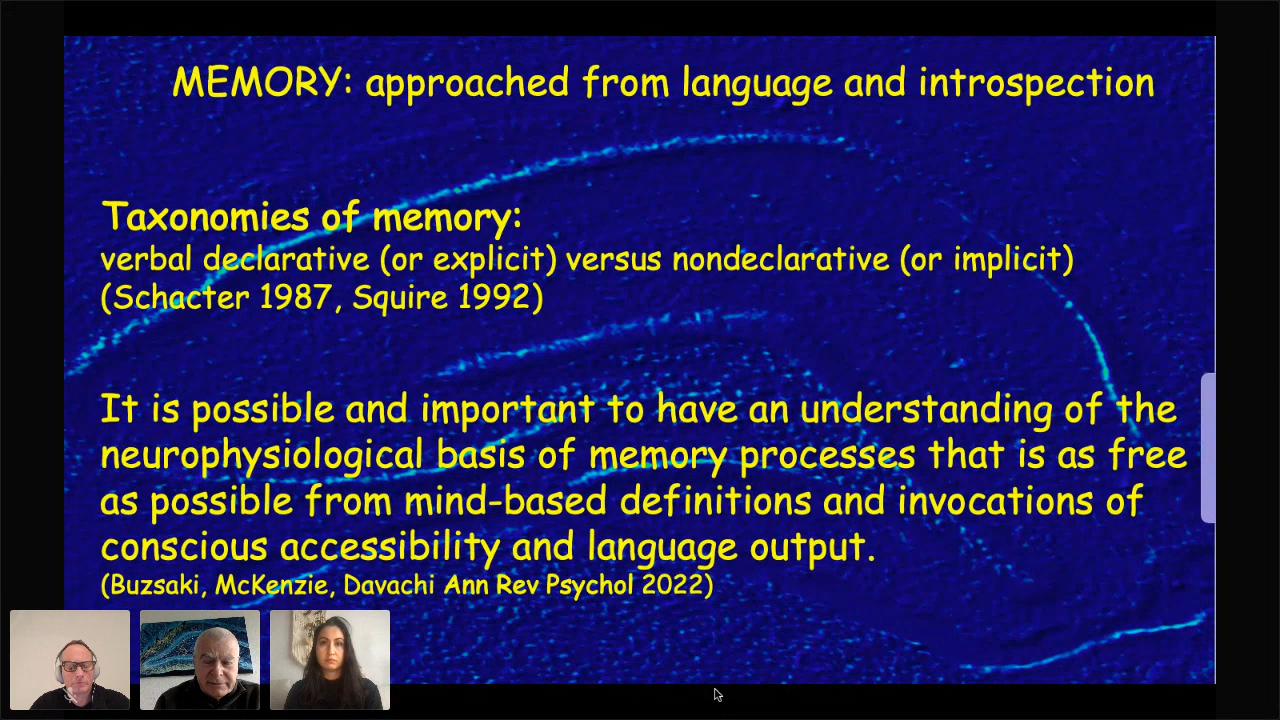 MEMORY: approached from language and introspection
Taxonomies of memory:
verbal declarative (or explicit) versus nondeclarative (or implicit)
(Schacter 1987, Squire 1992)
It is possible and important to have an understanding of the
neurophysiological basis of memory processes that is as free
as possible from mind-based definitions and invocations of
conscious accessibility and language output.
(Buzsaki, McKenzie, Davachi Ann Rev Psychol 2022)